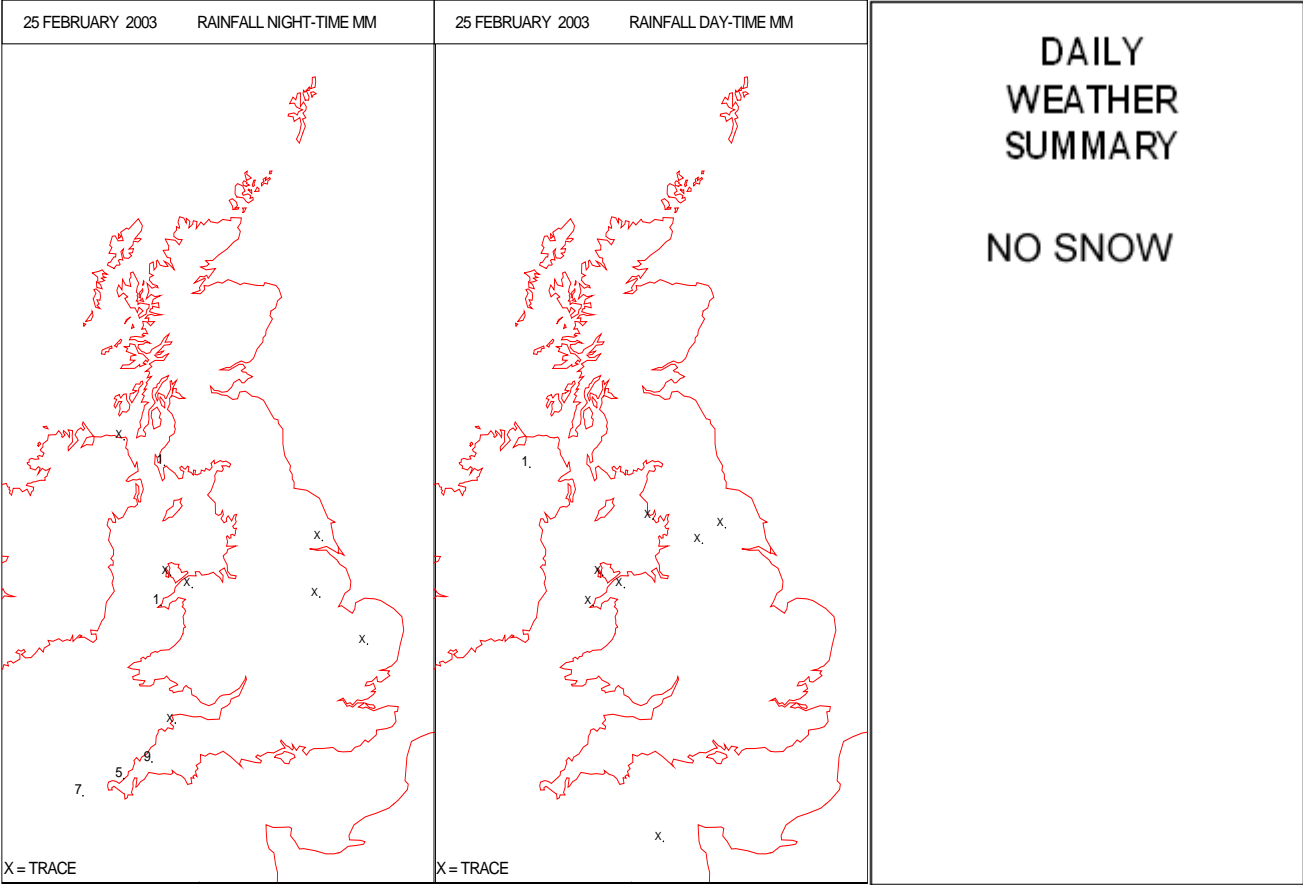 25 FEBRUARY 2003 RAINFALL NIGHT-TIME MM
X.
1
X.
X
X.
1
X.
X.
X.
9.
5.
7.
X = TRACE
25 FEBRUARY 2003 RAINFALL DAY-TIME MM
1.
X.
X.
X.
X
X.
X.
X.
X = TRACE
DAILY
WEATHER
SUMMARY
NO SNOW